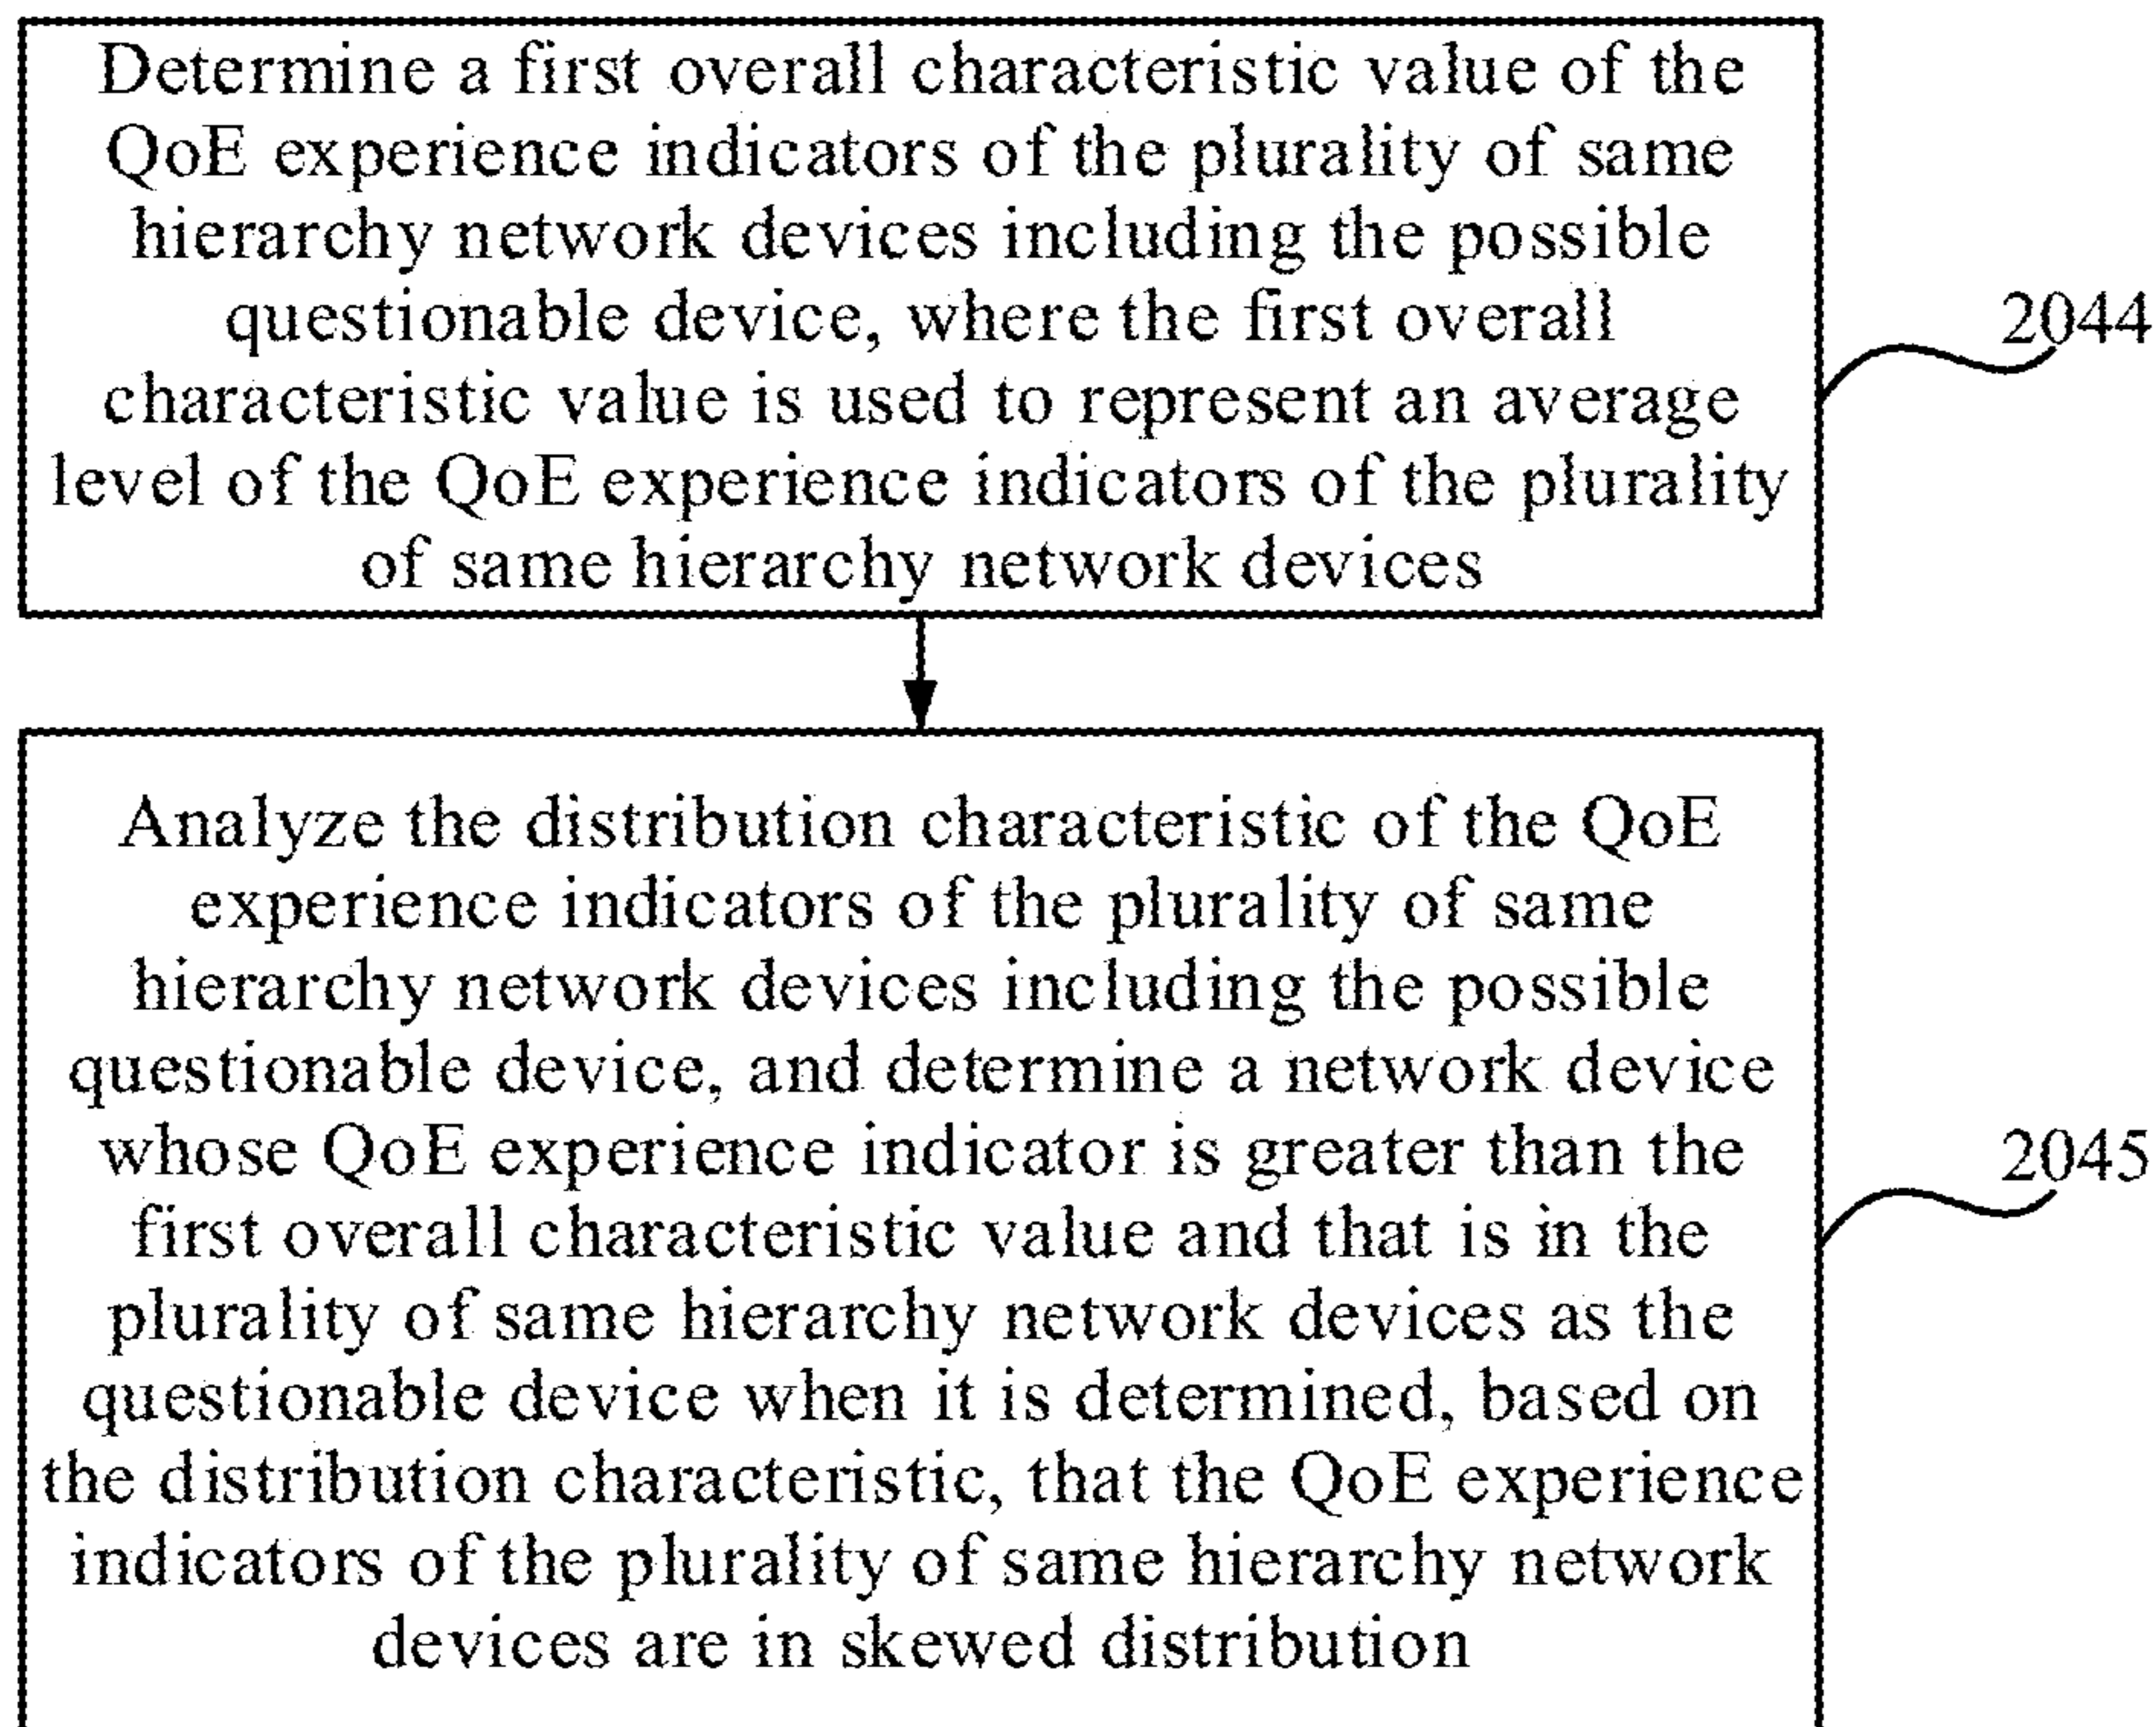 Determine a first overall characteristic value of the
QoE experience indicators of the plurality of same
hierarchy network devices including the possible
questionable device, where the first overall
characteristic value is used to represent an average
level of the QoE experience indicators of the plurality
of same hierarchy network devices
2044
Analyze the distribution characteristic of the QoE
experience indicators of the plurality of same
hierarchy network devices including the possible
questionable device, and determine a network device
whose QoE experience indicator is greater than the
first overall characteristic value and that is in the
plurality of same hierarchy network devices as the
questionable device when it is determined, based on
the distribution characteristic, that the QoE experience
indicators of the plurality of same hierarchy network
devices are in skewed distribution
2045